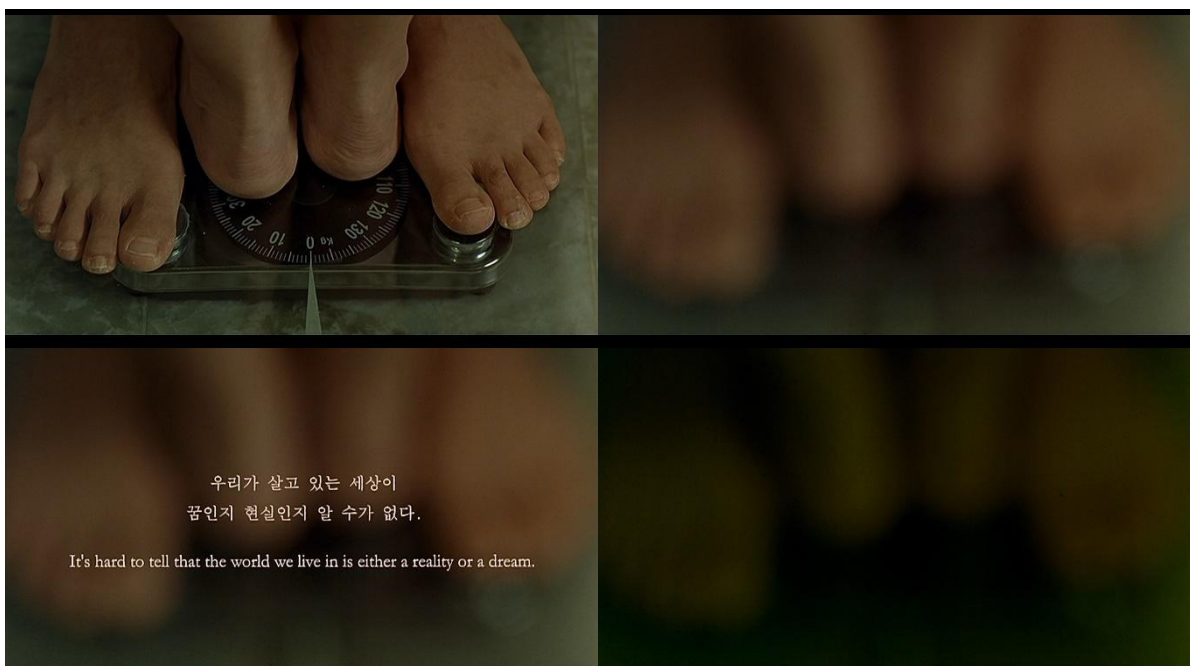 110
20
120
10
0
Kg
130
우리가 살고 있는 세상이
꿈인지 현실인지 알 수가 없다.
It's hard to tell that the world we live in is either a reality or a dream.